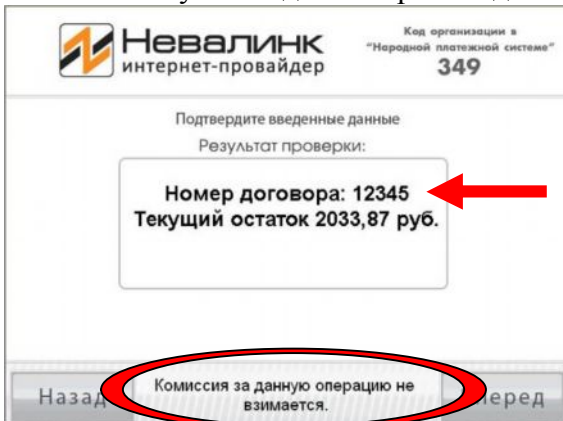 Невалинк
интернет-провайдер
Код организации в
"Народной платежной системе"
349
Подтвердите введенные данные
Результат проверки:
Номер договора: 12345
Текущий остаток 2033,87 руб.
Комиссия за данную операцию не
взимается.
Назад